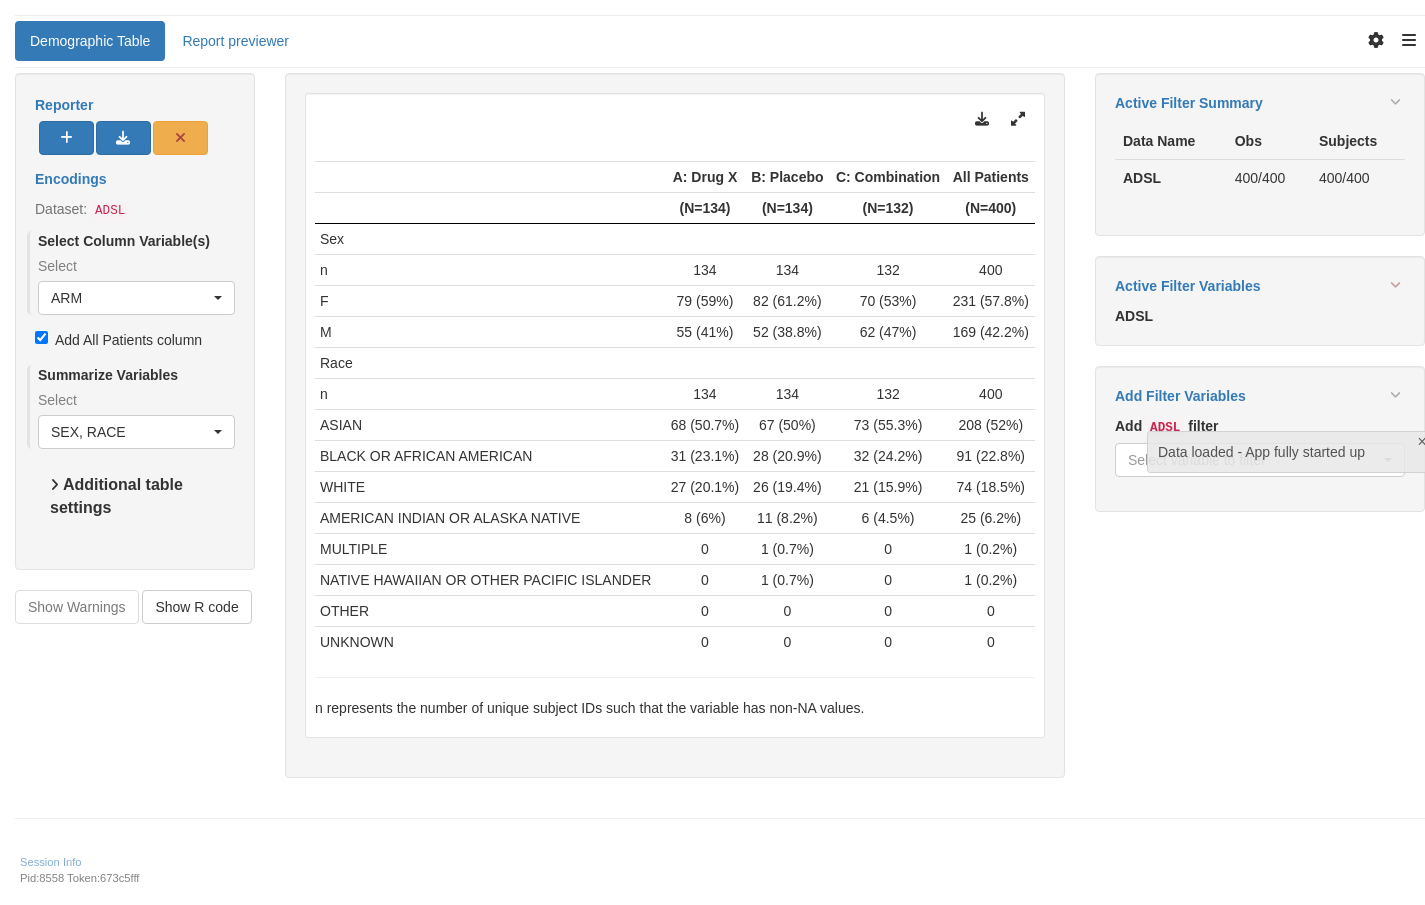 Demographic Table
Report previewer
Reporter
Encodings
Dataset: ADSL
Select Column Variable(s)
Select
ARM
Add All Patients column
Summarize Variables
Select
SEX, RACE
Additional table
settings
Show Warnings
Show R code
A: Drug X B: Placebo C: Combination All Patients
(N=134) (N=134) (N=132) (N=400)
Sex
n 134 134 132 400
F 79 (59%) 82 (61.2%) 70 (53%) 231 (57.8%)
M 55 (41%) 52 (38.8%) 62 (47%) 169 (42.2%)
Race
n 134 134 132 400
ASIAN 68 (50.7%) 67 (50%) 73 (55.3%) 208 (52%)
BLACK OR AFRICAN AMERICAN 31 (23.1%) 28 (20.9%) 32 (24.2%) 91 (22.8%)
WHITE 27 (20.1%) 26 (19.4%) 21 (15.9%) 74 (18.5%)
AMERICAN INDIAN OR ALASKA NATIVE 8 (6%) 11 (8.2%) 6 (4.5%) 25 (6.2%)
MULTIPLE 0 1 (0.7%) 0 1 (0.2%)
NATIVE HAWAIIAN OR OTHER PACIFIC ISLANDER 0 1 (0.7%) 0 1 (0.2%)
OTHER 0 0 0 0
UNKNOWN 0 0 0 0
n represents the number of unique subject IDs such that the variable has non-NA values.
Active Filter Summary
Data Name Obs Subjects
ADSL 400/400 400/400
Active Filter Variables
ADSL
Add Filter Variables
Add ADSL filter
Data loaded - App fully started up
Select variable to filter
Session Info
Pid:8558 Token:673c5fff